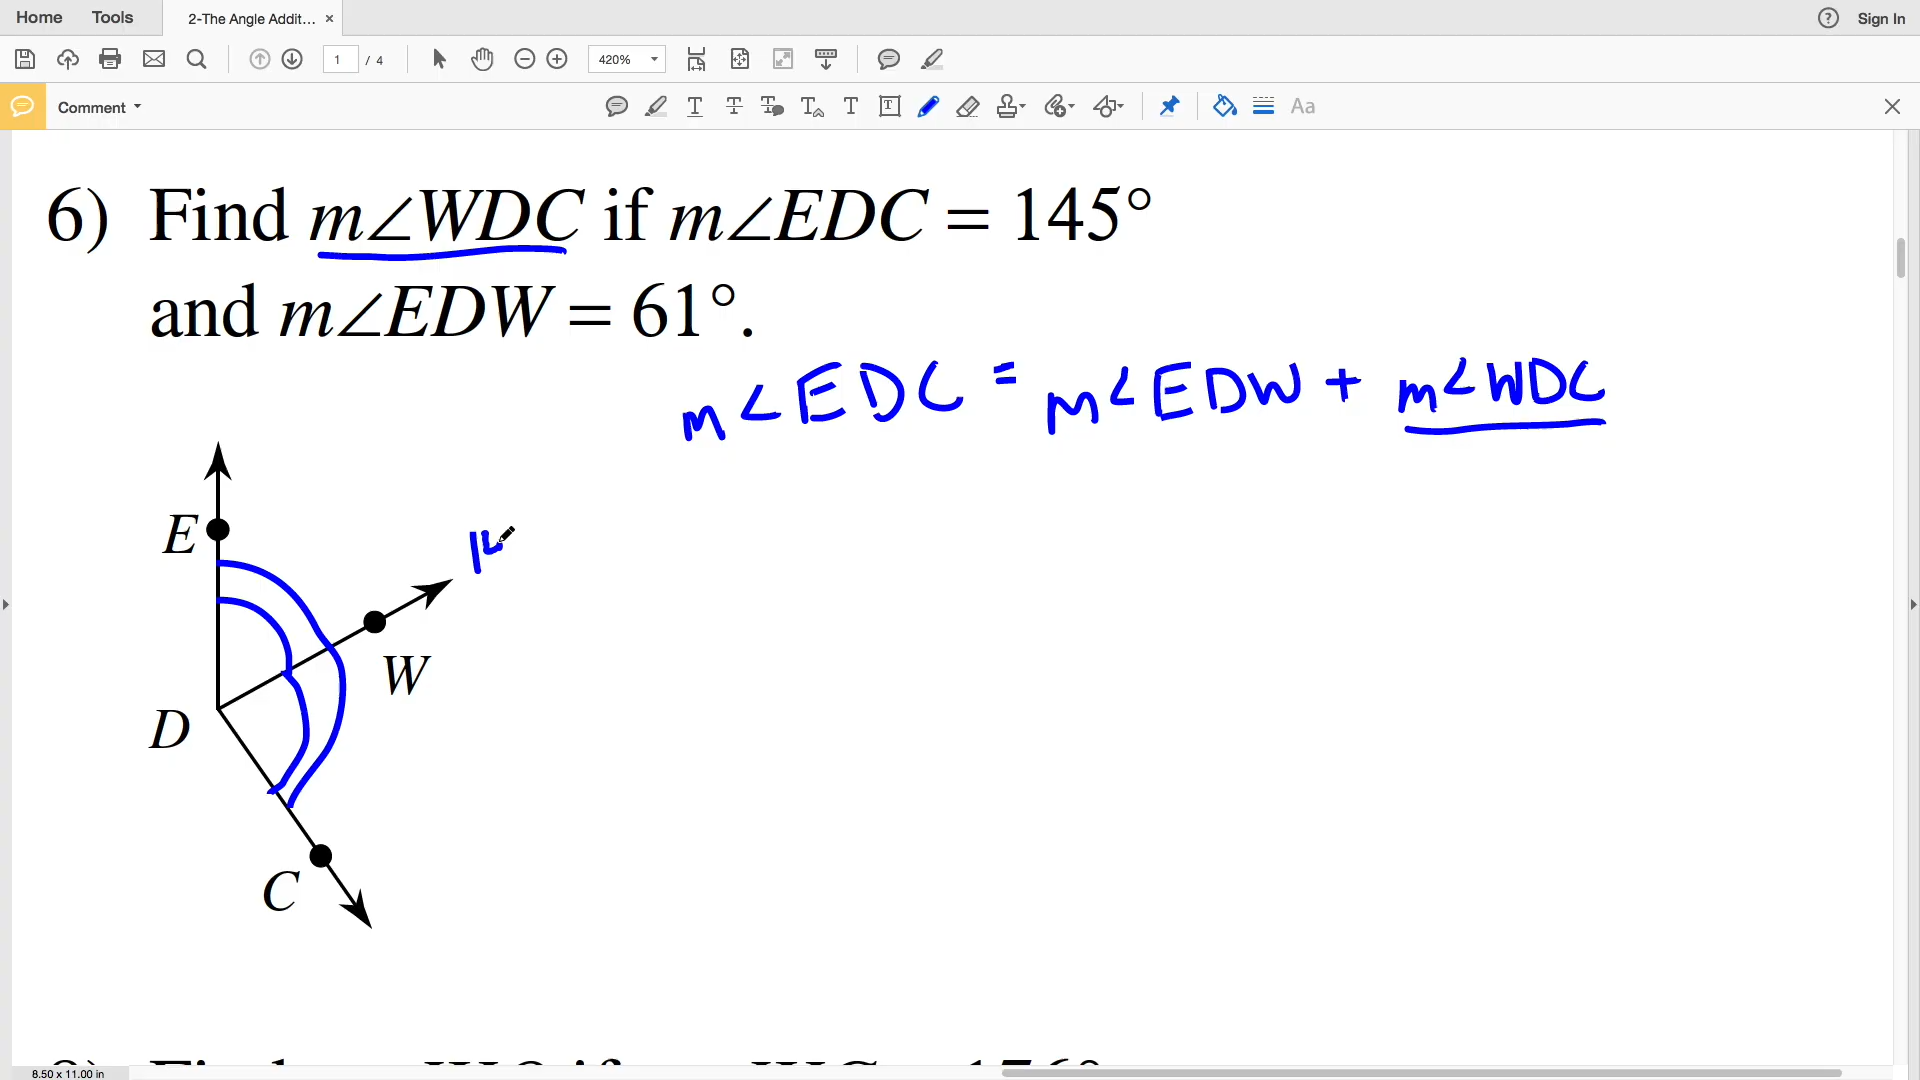 Home Tools 2-The Angle Addit... × Sign In
1 / 4 420%
Comment Aa
6) Find m∠WDC if m∠EDC = 145°
and m∠EDW = 61°.
m∠EDC = m∠EDW + m∠WDC
E
14
W
D
C
8.50 x 11.00 in